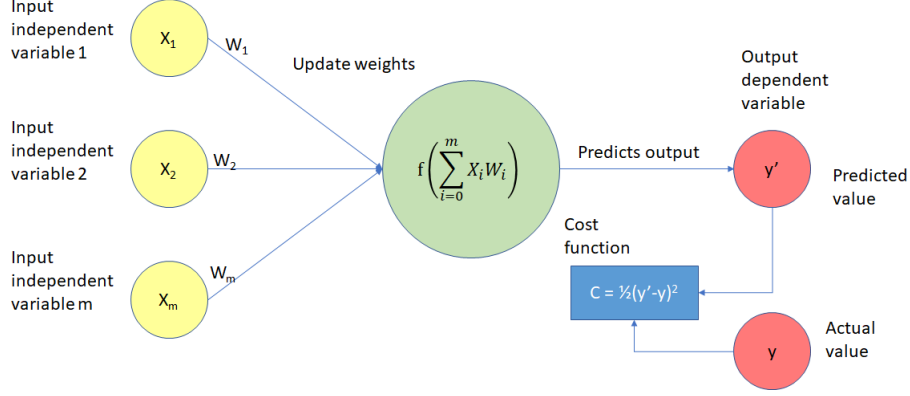 Input
independent
variable 1
X₁
W₁
Update weights
Input
independent
variable 2
X₂
W₂
f(∑_{i=0}^{m} XᵢWᵢ)
Predicts output
Output
dependent
variable
y'
Predicted
value
Input
independent
variable m
Xₘ
Wₘ
Cost
function
C = ½(y'-y)²
Actual
value
y